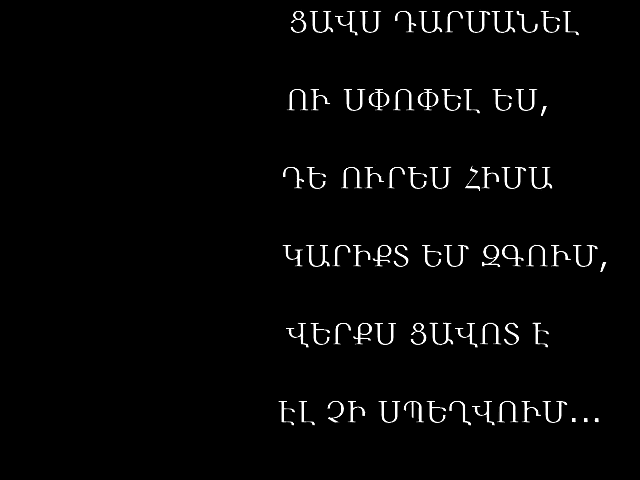 ՑԱՎՍ ԴԱՐՄԱՆԵԼ
ՈՒ ՍՓՈՓԵԼ ԵՍ,
ԴԵ ՈՒՐԵՍ ՀԻՄԱ
ԿԱՐԻՔՏ ԵՄ ԶԳՈՒՄ,
ՎԵՐՔՍ ՑԱՎՈՏ Է
ԷԼ ՉԻ ՍՊԵՂՎՈՒՄ...